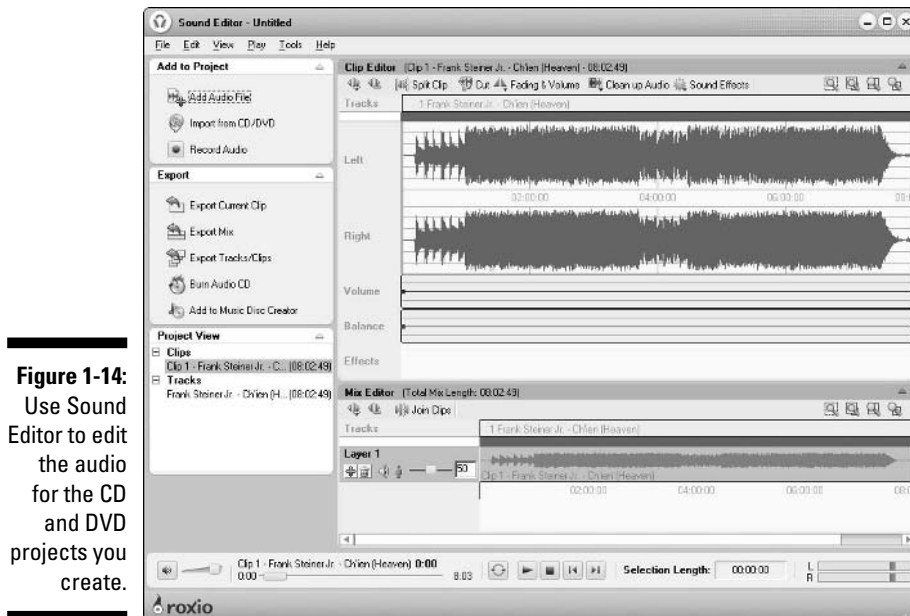 Sound Editor - Untitled
File Edit View Play Tools Help
Add to Project
Add Audio File
Import from CD/DVD
Record Audio
Export
Export Current Clip
Export Mix
Export Tracks/Clips
Burn Audio CD
Add to Music Disc Creator
Project View
Clips
Clip 1 - Frank Steiner Jr. - C... (08:02:49)
Tracks
Frank Steiner Jr. - Ch'ien (H... (08:02:49)
Clip Editor (Clip 1 - Frank Steiner Jr. - Ch'ien (Heaven) - 08:02:49)
Split Clip Cut Fading & Volume Clean up Audio Sound Effects
Tracks 1 Frank Steiner Jr. - Ch'ien (Heaven)
Left
02:00:00 04:00:00 06:00:00
Right
Volume
Balance
Effects
Mix Editor (Total Mix Length: 08:02:49)
Join Clips
Tracks 1 Frank Steiner Jr. - Ch'ien (Heaven)
Layer 1
50
Clip 1 - Frank Steiner Jr. - Ch'ien (Heaven)
02:00:00 04:00:00 06:00:00
Clip 1 - Frank Steiner Jr. - Ch'ien (Heaven) 0:00
0:00 8:03
Selection Length: 00:00:00
L
R
roxio
Figure 1-14:
Use Sound
Editor to edit
the audio
for the CD
and DVD
projects you
create.